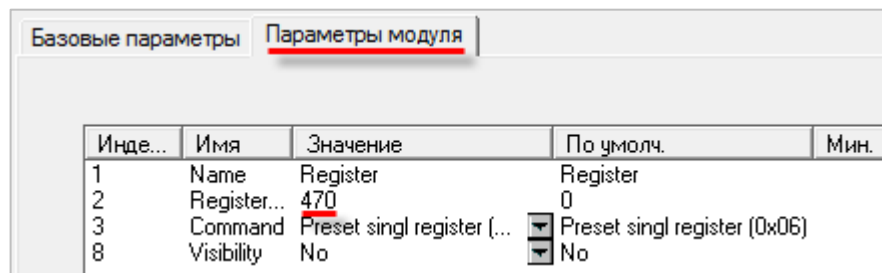 Базовые параметры Параметры модуля
Инде... Имя Значение По умолч. Мин.
1 Name Register Register
2 Register... 470 0
3 Command Preset singl register (... Preset singl register (0x06)
8 Visibility No No